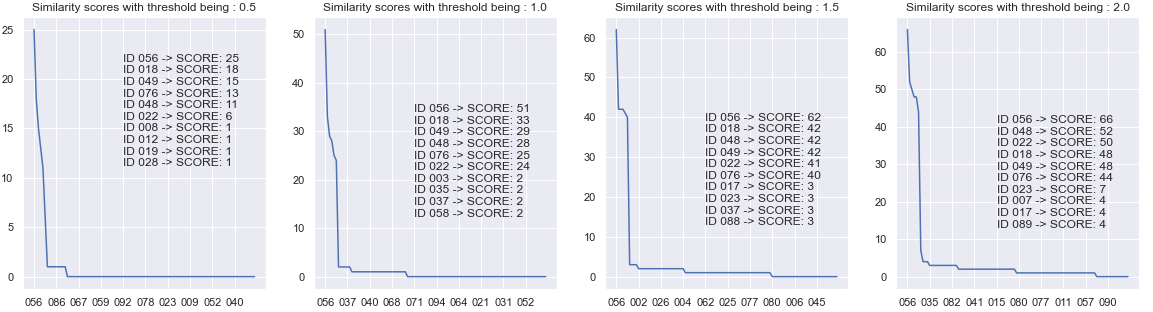 Similarity scores with threshold being : 0.5
25
20
15
10
5
0
ID 056 -> SCORE: 25
ID 018 -> SCORE: 18
ID 049 -> SCORE: 15
ID 076 -> SCORE: 13
ID 048 -> SCORE: 11
ID 022 -> SCORE: 6
ID 008 -> SCORE: 1
ID 012 -> SCORE: 1
ID 019 -> SCORE: 1
ID 028 -> SCORE: 1
056 086 067 059 092 078 023 009 052 040
Similarity scores with threshold being : 1.0
50
40
30
20
10
0
ID 056 -> SCORE: 51
ID 018 -> SCORE: 33
ID 049 -> SCORE: 29
ID 048 -> SCORE: 28
ID 076 -> SCORE: 25
ID 022 -> SCORE: 24
ID 003 -> SCORE: 2
ID 035 -> SCORE: 2
ID 037 -> SCORE: 2
ID 058 -> SCORE: 2
056 037 040 068 071 094 064 021 031 052
Similarity scores with threshold being : 1.5
60
50
40
30
20
10
0
ID 056 -> SCORE: 62
ID 018 -> SCORE: 42
ID 048 -> SCORE: 42
ID 049 -> SCORE: 42
ID 022 -> SCORE: 41
ID 076 -> SCORE: 40
ID 017 -> SCORE: 3
ID 023 -> SCORE: 3
ID 037 -> SCORE: 3
ID 088 -> SCORE: 3
056 002 026 004 062 025 077 080 006 045
Similarity scores with threshold being : 2.0
60
50
40
30
20
10
0
ID 056 -> SCORE: 66
ID 048 -> SCORE: 52
ID 022 -> SCORE: 50
ID 018 -> SCORE: 48
ID 049 -> SCORE: 48
ID 076 -> SCORE: 44
ID 023 -> SCORE: 7
ID 007 -> SCORE: 4
ID 017 -> SCORE: 4
ID 089 -> SCORE: 4
056 035 082 041 015 080 077 011 057 090